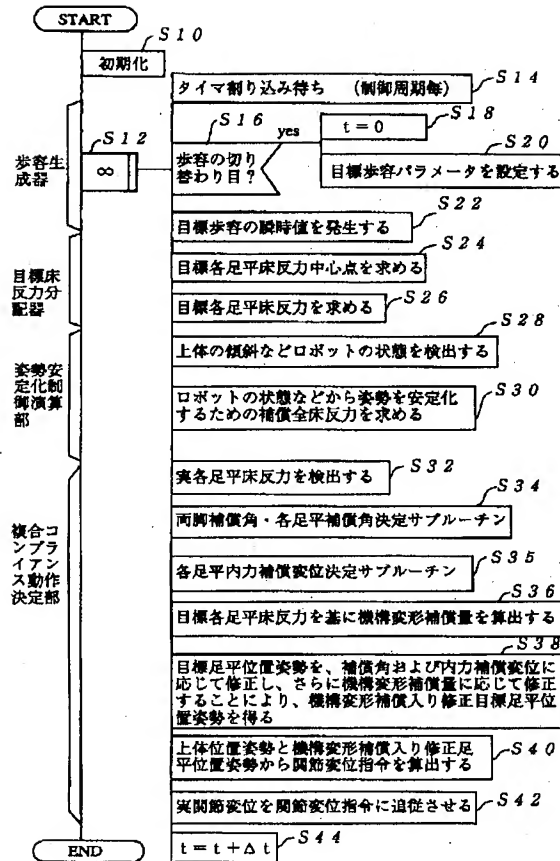 START
S10
初期化
S14
タイマ割り込み待ち (制御周期毎)
S12
∞
S16
歩容の切り
替わり目?
yes
S18
t=0
S20
目標歩容パラメータを設定する
歩容生
成器
S22
目標歩容の瞬時値を発生する
S24
目標各足平床反力中心点を求める
目標床
反力分
配器
S26
目標各足平床反力を求める
S28
上体の傾斜などロボットの状態を検出する
姿勢安
定化制
御演算
部
S30
ロボットの状態などから姿勢を安定化
するための補償全床反力を求める
S32
実各足平床反力を検出する
S34
両脚補償角・各足平補償角決定サブルーチン
複合コ
ンプラ
イアン
ス動作
決定部
S35
各足平内力補償変位決定サブルーチン
S36
目標各足平床反力を基に機構変形補償量を算出する
S38
目標足平位置姿勢を、補償角および内力補償変位に
応じて修正し、さらに機構変形補償量に応じて修正
することにより、機構変形補償入り修正目標足平位
置姿勢を得る
S40
上体位置姿勢と機構変形補償入り修正足
平位置姿勢から関節変位指令を算出する
S42
実関節変位を関節変位指令に追従させる
END
S44
t=t+Δt